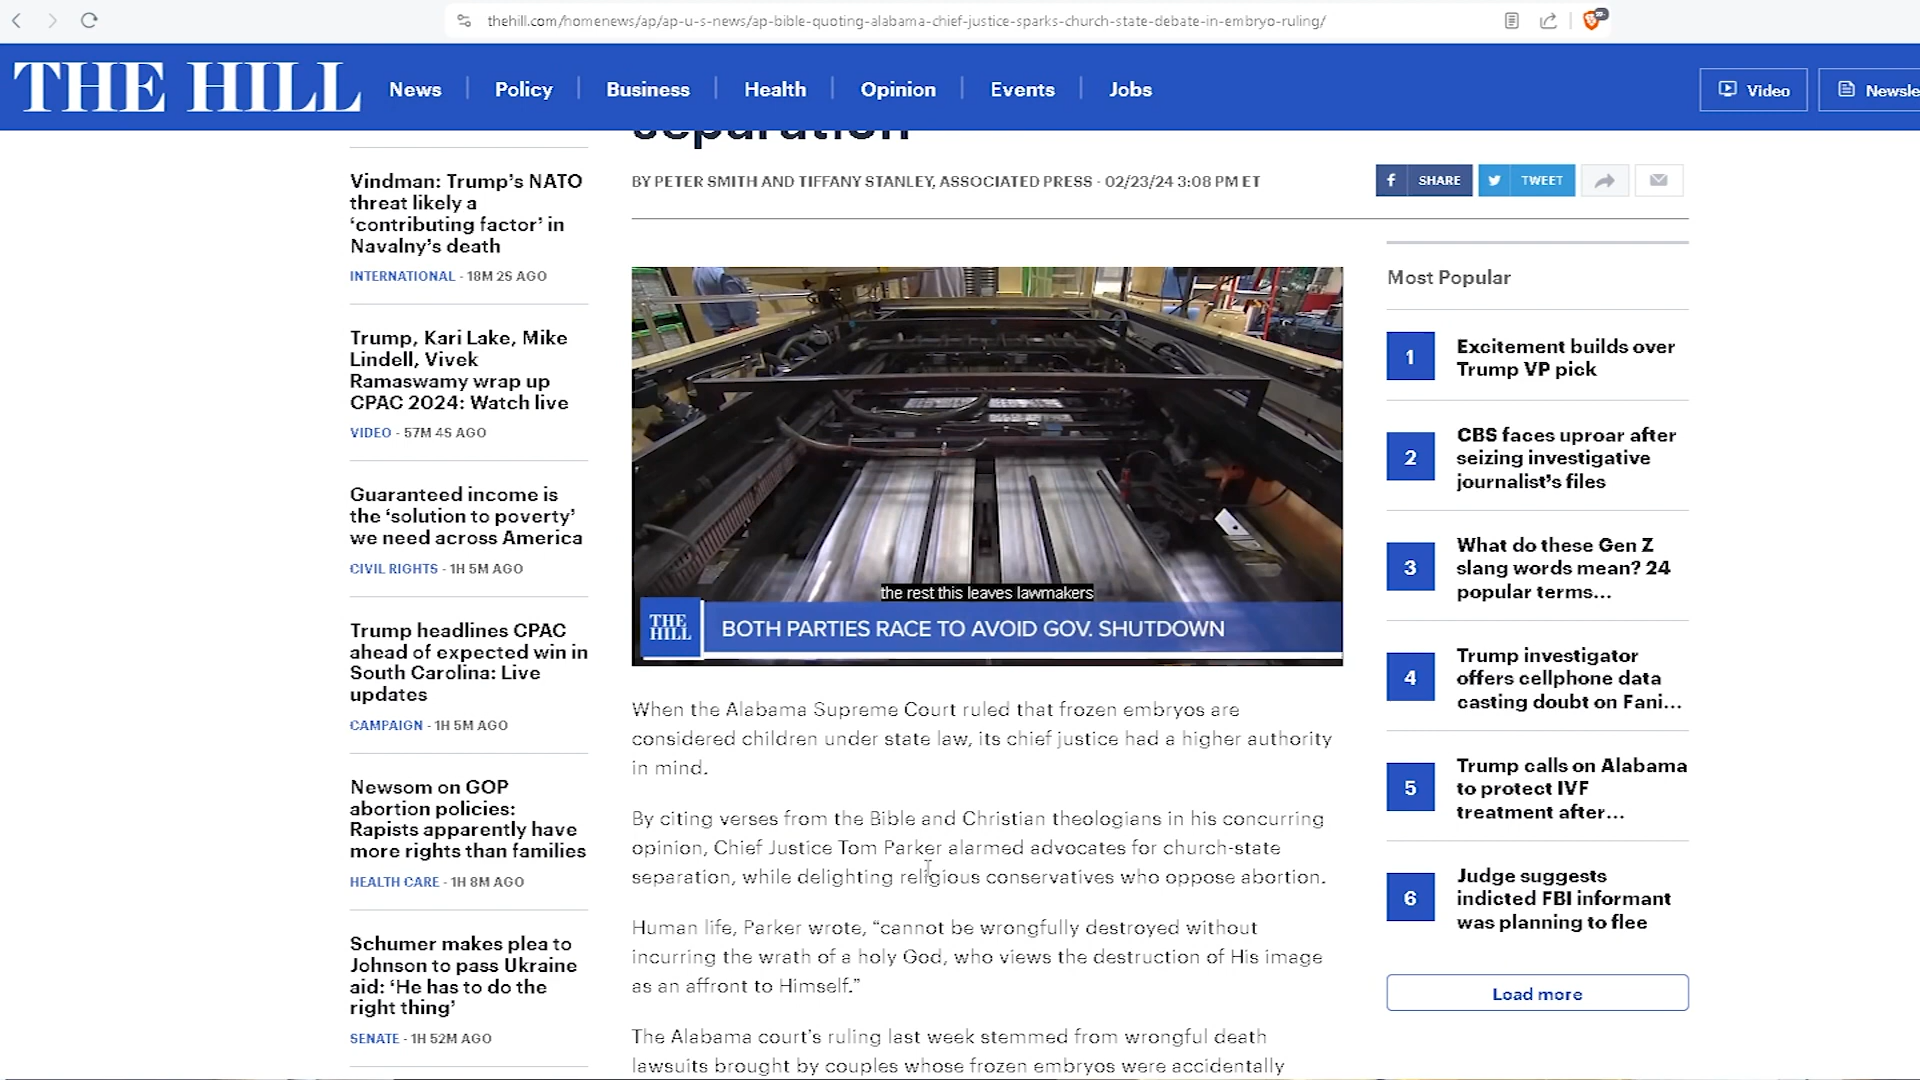 thehill.com/homenews/ap/ap-u-s-news/ap-bible-quoting-alabama-chief-justice-sparks-church-state-debate-in-embryo-ruling/
THE HILL
News
Policy
Business
Health
Opinion
Events
Jobs
Video
Newsle
separation
BY PETER SMITH AND TIFFANY STANLEY, ASSOCIATED PRESS - 02/23/24 3:08 PM ET
SHARE
TWEET
Vindman: Trump’s NATO
threat likely a
‘contributing factor’ in
Navalny’s death
INTERNATIONAL - 18M 2S AGO
Trump, Kari Lake, Mike
Lindell, Vivek
Ramaswamy wrap up
CPAC 2024: Watch live
VIDEO - 57M 4S AGO
Guaranteed income is
the ‘solution to poverty’
we need across America
CIVIL RIGHTS - 1H 5M AGO
Trump headlines CPAC
ahead of expected win in
South Carolina: Live
updates
CAMPAIGN - 1H 5M AGO
Newsom on GOP
abortion policies:
Rapists apparently have
more rights than families
HEALTH CARE - 1H 8M AGO
Schumer makes plea to
Johnson to pass Ukraine
aid: ‘He has to do the
right thing’
SENATE - 1H 52M AGO
the rest this leaves lawmakers
THE
HILL
BOTH PARTIES RACE TO AVOID GOV. SHUTDOWN
When the Alabama Supreme Court ruled that frozen embryos are
considered children under state law, its chief justice had a higher authority
in mind.
By citing verses from the Bible and Christian theologians in his concurring
opinion, Chief Justice Tom Parker alarmed advocates for church-state
separation, while delighting religious conservatives who oppose abortion.
Human life, Parker wrote, “cannot be wrongfully destroyed without
incurring the wrath of a holy God, who views the destruction of His image
as an affront to Himself.”
The Alabama court’s ruling last week stemmed from wrongful death
lawsuits brought by couples whose frozen embryos were accidentally
Most Popular
1
Excitement builds over
Trump VP pick
2
CBS faces uproar after
seizing investigative
journalist’s files
3
What do these Gen Z
slang words mean? 24
popular terms...
4
Trump investigator
offers cellphone data
casting doubt on Fani...
5
Trump calls on Alabama
to protect IVF
treatment after...
6
Judge suggests
indicted FBI informant
was planning to flee
Load more